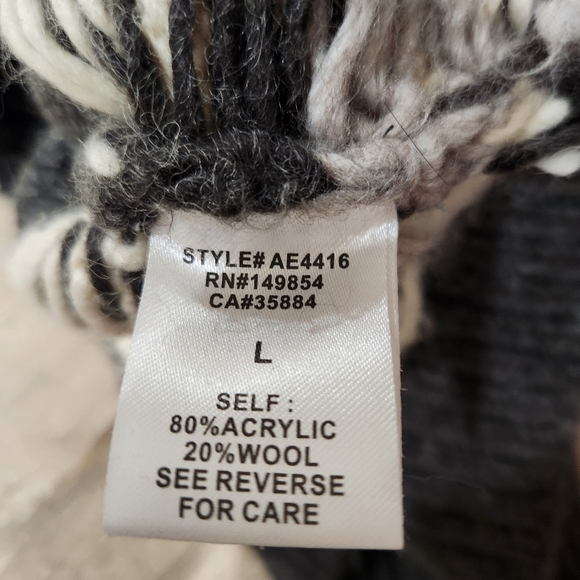 STYLE# AE4416
RN#149854
CA#35884
L
SELF :
80%ACRYLIC
20%WOOL
SEE REVERSE
FOR CARE